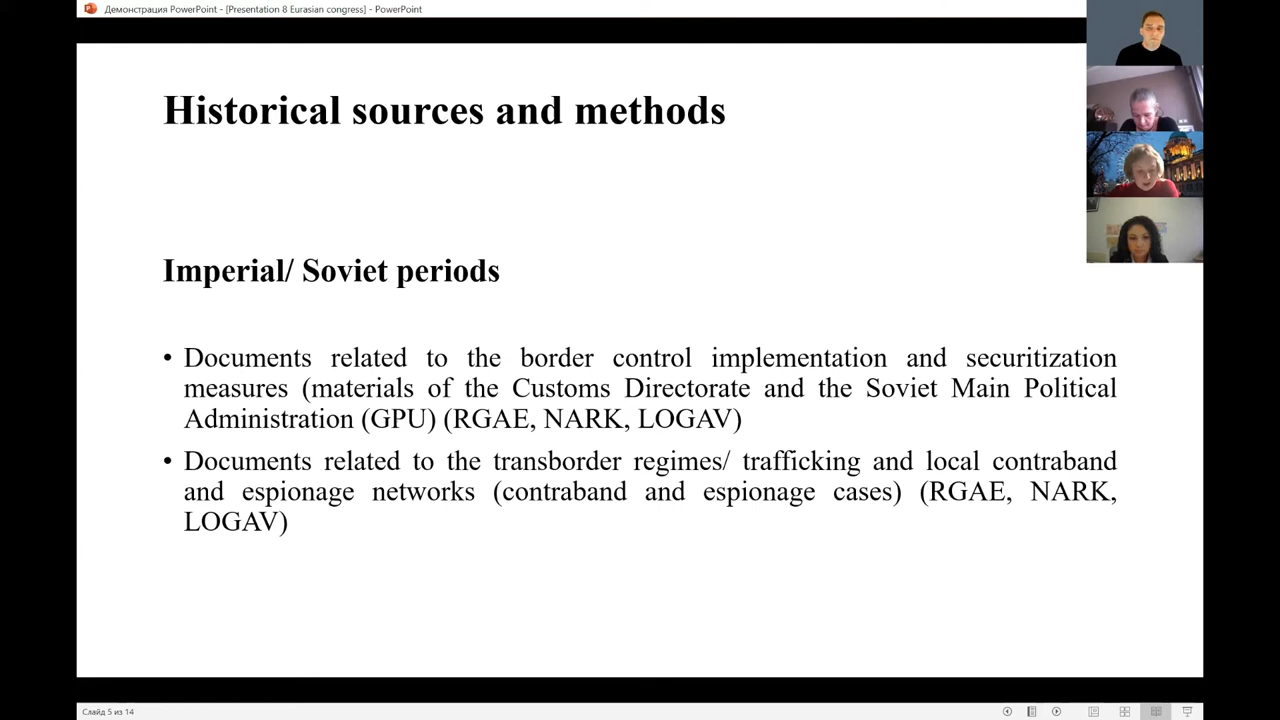 Демонстрация PowerPoint - [Presentation 8 Eurasian congress] - PowerPoint
Historical sources and methods
Imperial/ Soviet periods
• Documents related to the border control implementation and securitization
measures (materials of the Customs Directorate and the Soviet Main Political
Administration (GPU) (RGAE, NARK, LOGAV)
• Documents related to the transborder regimes/ trafficking and local contraband
and espionage networks (contraband and espionage cases) (RGAE, NARK,
LOGAV)
Слайд 5 из 14